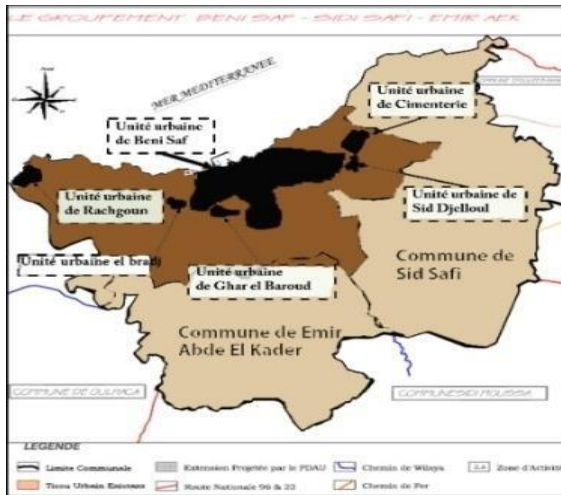 LE GROUPEMENT BENI SAF - SIDI SAFI - EMIR AEK
MER MEDITERRANEE
Unité urbaine
de Cimenterie
Unité urbaine
de Beni Saf
Unité urbaine
de Rachgoun
Unité urbaine de
Sid Djelloul
Unité urbaine el bradj
Unité urbaine
de Ghar el Baroud
Commune de
Sid Safi
Commune de Emir
Abde El Kader
COMMUNE DE OULHACA
COMMUNE SIDI MOUSSA
LEGENDE
Limite Communale
Extension Projetée par le PDAU
Chemin de Wilaya
Zone d'Activité
Tissu Urbain Existant
Route Nationale 96 & 22
Chemin de Fer